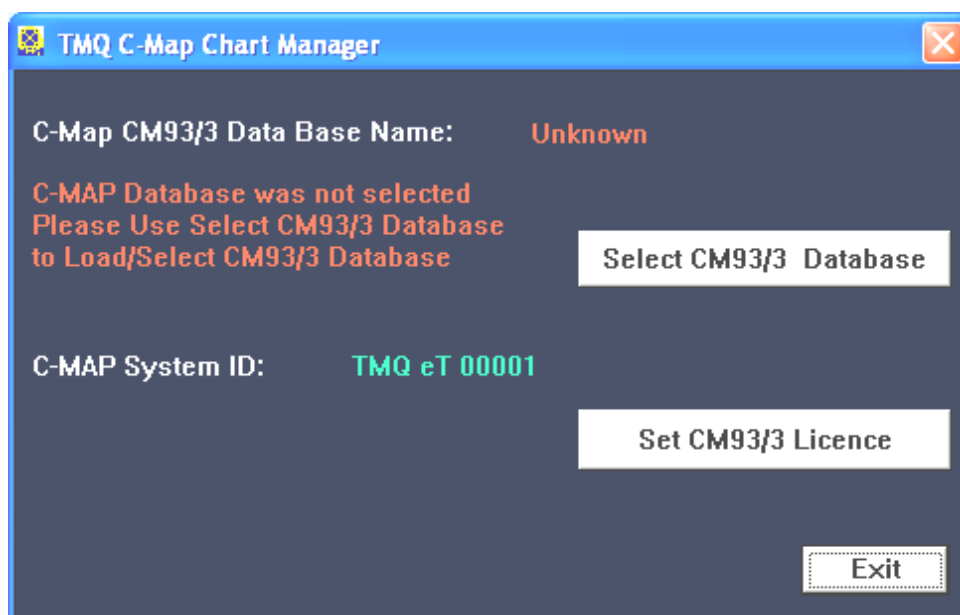 TMQ C-Map Chart Manager
C-Map CM93/3 Data Base Name: Unknown
C-MAP Database was not selected
Please Use Select CM93/3 Database
to Load/Select CM93/3 Database
Select CM93/3 Database
C-MAP System ID: TMQ eT 00001
Set CM93/3 Licence
Exit